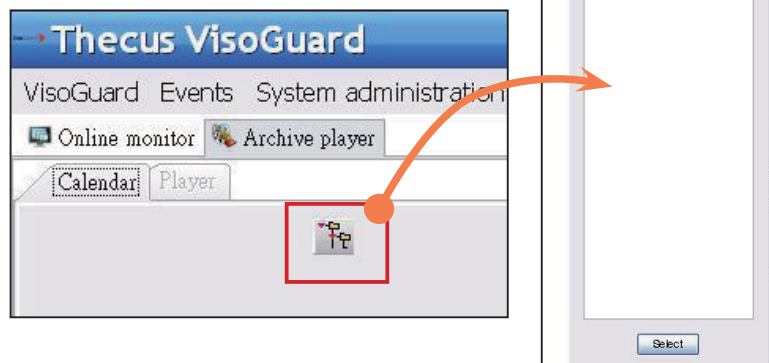 Thecus VisoGuard
VisoGuard Events System administration
Online monitor Archive player
Calendar Player
Select